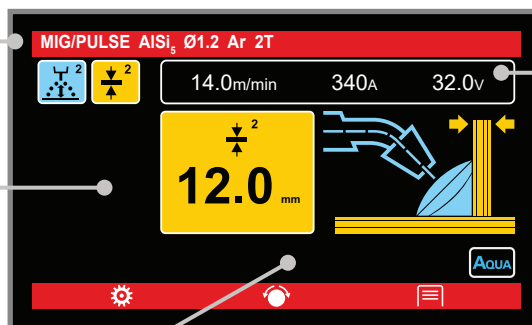 MIG/PULSE AlSi₅ Ø1.2 Ar 2T
2 2
14.0m/min 340A 32.0V
2
12.0 mm
AQUA